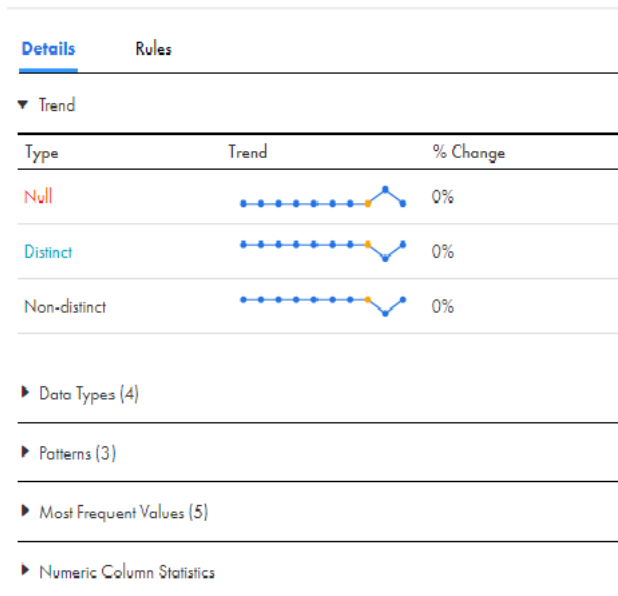 Details Rules
Trend
Type Trend % Change
Null 0%
Distinct 0%
Non-distinct 0%
Data Types (4)
Patterns (3)
Most Frequent Values (5)
Numeric Column Statistics